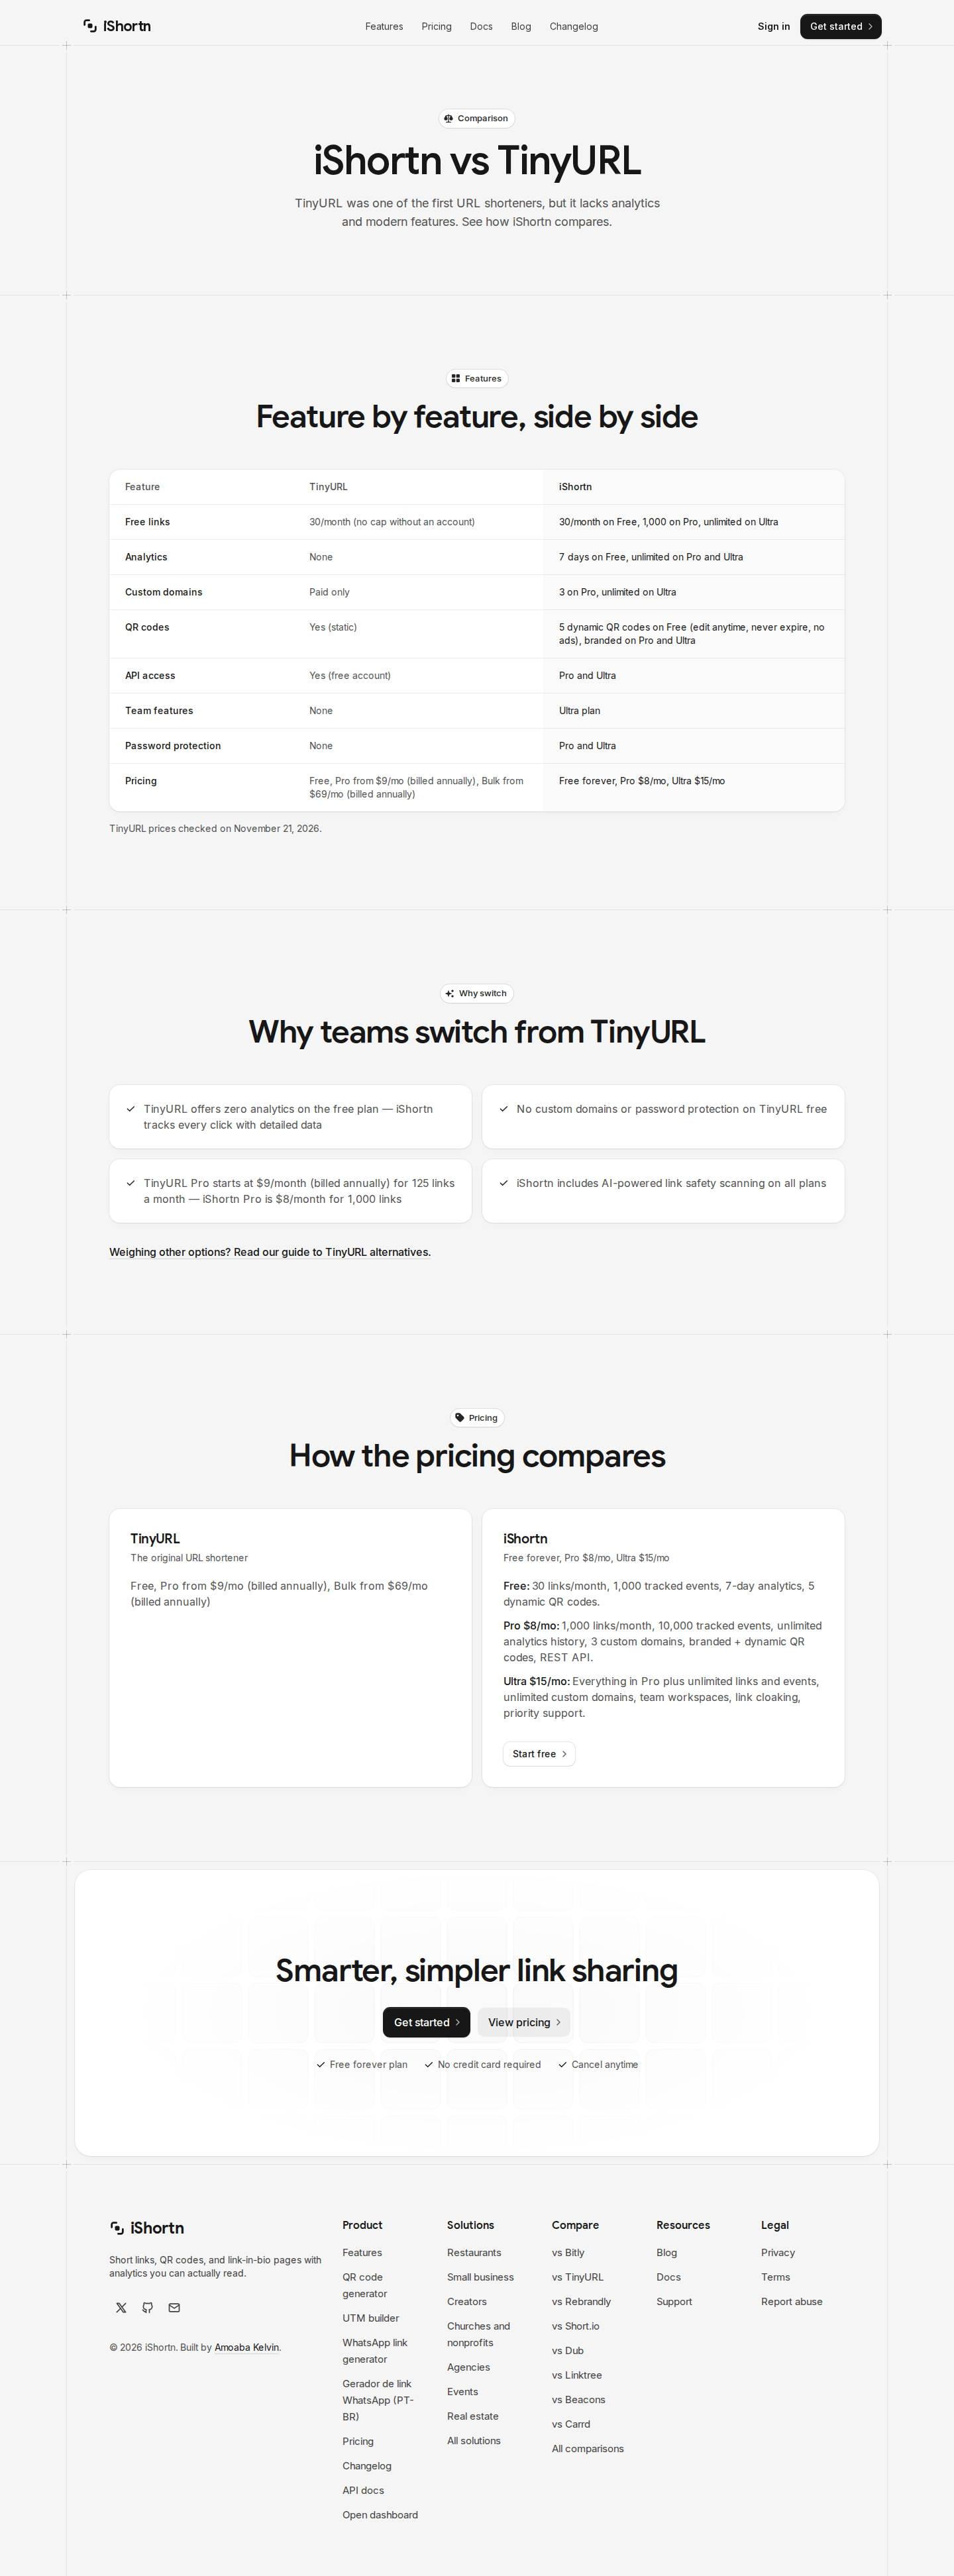 iShortn
Features
Pricing
Docs
Blog
Changelog
Sign in
Get started
Comparison
iShortn vs TinyURL
TinyURL was one of the first URL shorteners, but it lacks analytics
and modern features. See how iShortn compares.
Features
Feature by feature, side by side
Feature TinyURL iShortn
Free links 30/month (no cap without an account) 30/month on Free, 1,000 on Pro, unlimited on Ultra
Analytics None 7 days on Free, unlimited on Pro and Ultra
Custom domains Paid only 3 on Pro, unlimited on Ultra
QR codes Yes (static) 5 dynamic QR codes on Free (edit anytime, never expire, no
ads), branded on Pro and Ultra
API access Yes (free account) Pro and Ultra
Team features None Ultra plan
Password protection None Pro and Ultra
Pricing Free, Pro from $9/mo (billed annually), Bulk from Free forever, Pro $8/mo, Ultra $15/mo
$69/mo (billed annually)
TinyURL prices checked on November 21, 2026.
Why switch
Why teams switch from TinyURL
TinyURL offers zero analytics on the free plan — iShortn
tracks every click with detailed data
No custom domains or password protection on TinyURL free
TinyURL Pro starts at $9/month (billed annually) for 125 links
a month — iShortn Pro is $8/month for 1,000 links
iShortn includes AI-powered link safety scanning on all plans
Weighing other options? Read our guide to TinyURL alternatives.
Pricing
How the pricing compares
TinyURL
The original URL shortener
Free, Pro from $9/mo (billed annually), Bulk from $69/mo
(billed annually)
iShortn
Free forever, Pro $8/mo, Ultra $15/mo
Free: 30 links/month, 1,000 tracked events, 7-day analytics, 5
dynamic QR codes.
Pro $8/mo: 1,000 links/month, 10,000 tracked events, unlimited
analytics history, 3 custom domains, branded + dynamic QR
codes, REST API.
Ultra $15/mo: Everything in Pro plus unlimited links and events,
unlimited custom domains, team workspaces, link cloaking,
priority support.
Start free
Smarter, simpler link sharing
Get started
View pricing
Free forever plan
No credit card required
Cancel anytime
iShortn
Short links, QR codes, and link-in-bio pages with
analytics you can actually read.
© 2026 iShortn. Built by Amoaba Kelvin.
Product
Features
QR code
generator
UTM builder
WhatsApp link
generator
Gerador de link
WhatsApp (PT-
BR)
Pricing
Changelog
API docs
Open dashboard
Solutions
Restaurants
Small business
Creators
Churches and
nonprofits
Agencies
Events
Real estate
All solutions
Compare
vs Bitly
vs TinyURL
vs Rebrandly
vs Short.io
vs Dub
vs Linktree
vs Beacons
vs Carrd
All comparisons
Resources
Blog
Docs
Support
Legal
Privacy
Terms
Report abuse